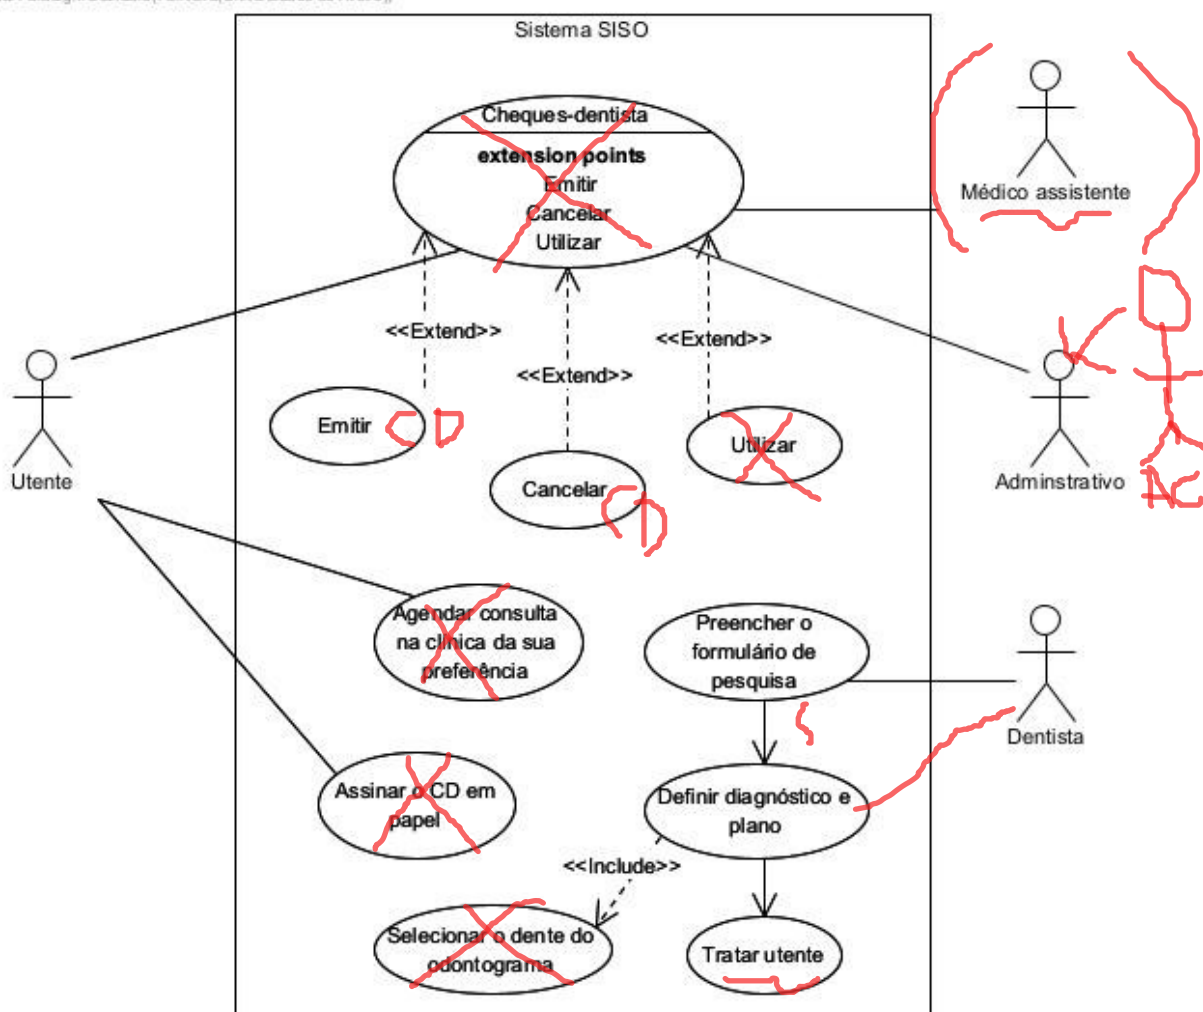 Sistema SISO
Cheques-dentista
extension points
Emitir
Cancelar
Utilizar
Médico assistente
<<Extend>>
<<Extend>>
<<Extend>>
Utente
Emitir CD
Utilizar
Cancelar CD
Adminstrativo
Agendar consulta
na clínica da sua
preferência
Preencher o
formulário de
pesquisa
Dentista
Assinar o CD em
papel
Definir diagnóstico e
plano
<<Include>>
Selecionar o dente do
odontograma
Tratar utente